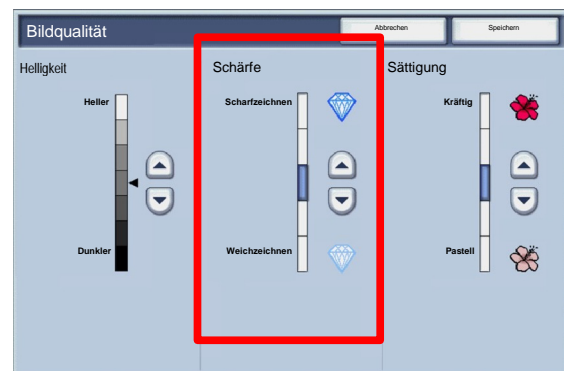 Bildqualität
Abbrechen
Speichern
Helligkeit
Schärfe
Sättigung
Heller
Scharfzeichnen
Kräftig
Dunkler
Weichzeichnen
Pastell